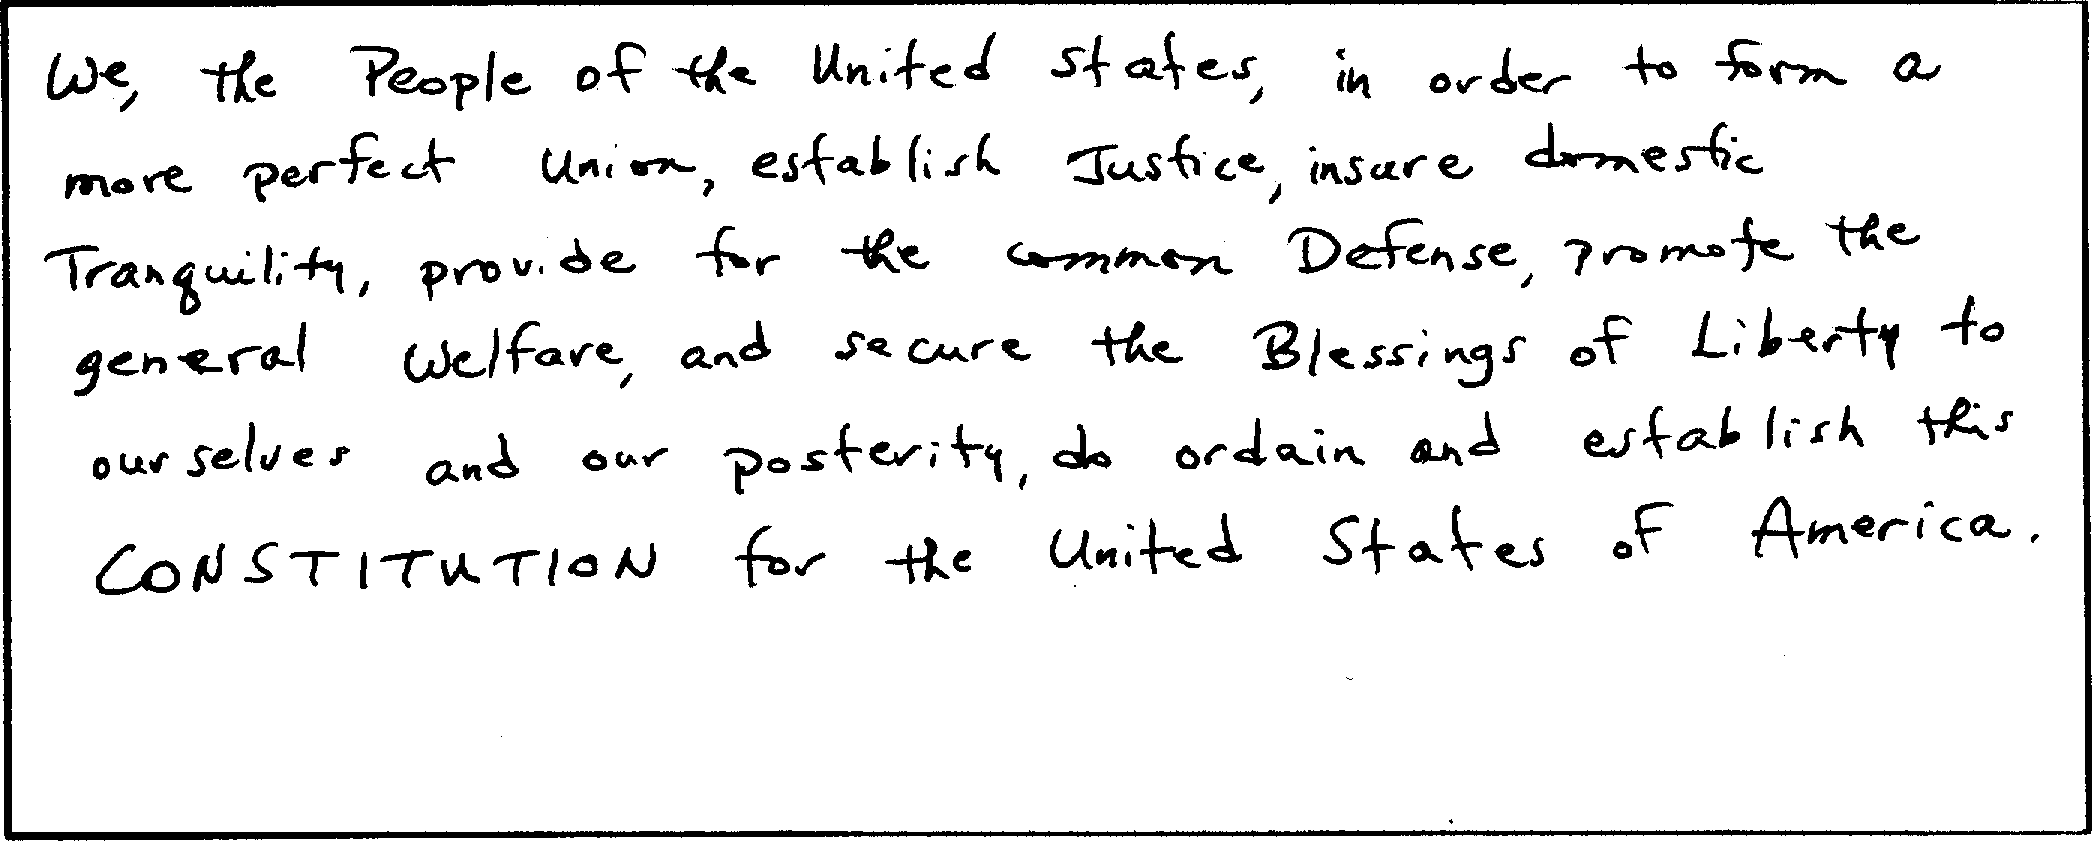 We, the People of the United States, in order to form a
more perfect Union, establish Justice, insure domestic
Tranquility, provide for the common Defense, promote the
general Welfare, and secure the Blessings of Liberty to
ourselves and our posterity, do ordain and establish this
CONSTITUTION for the United States of America.